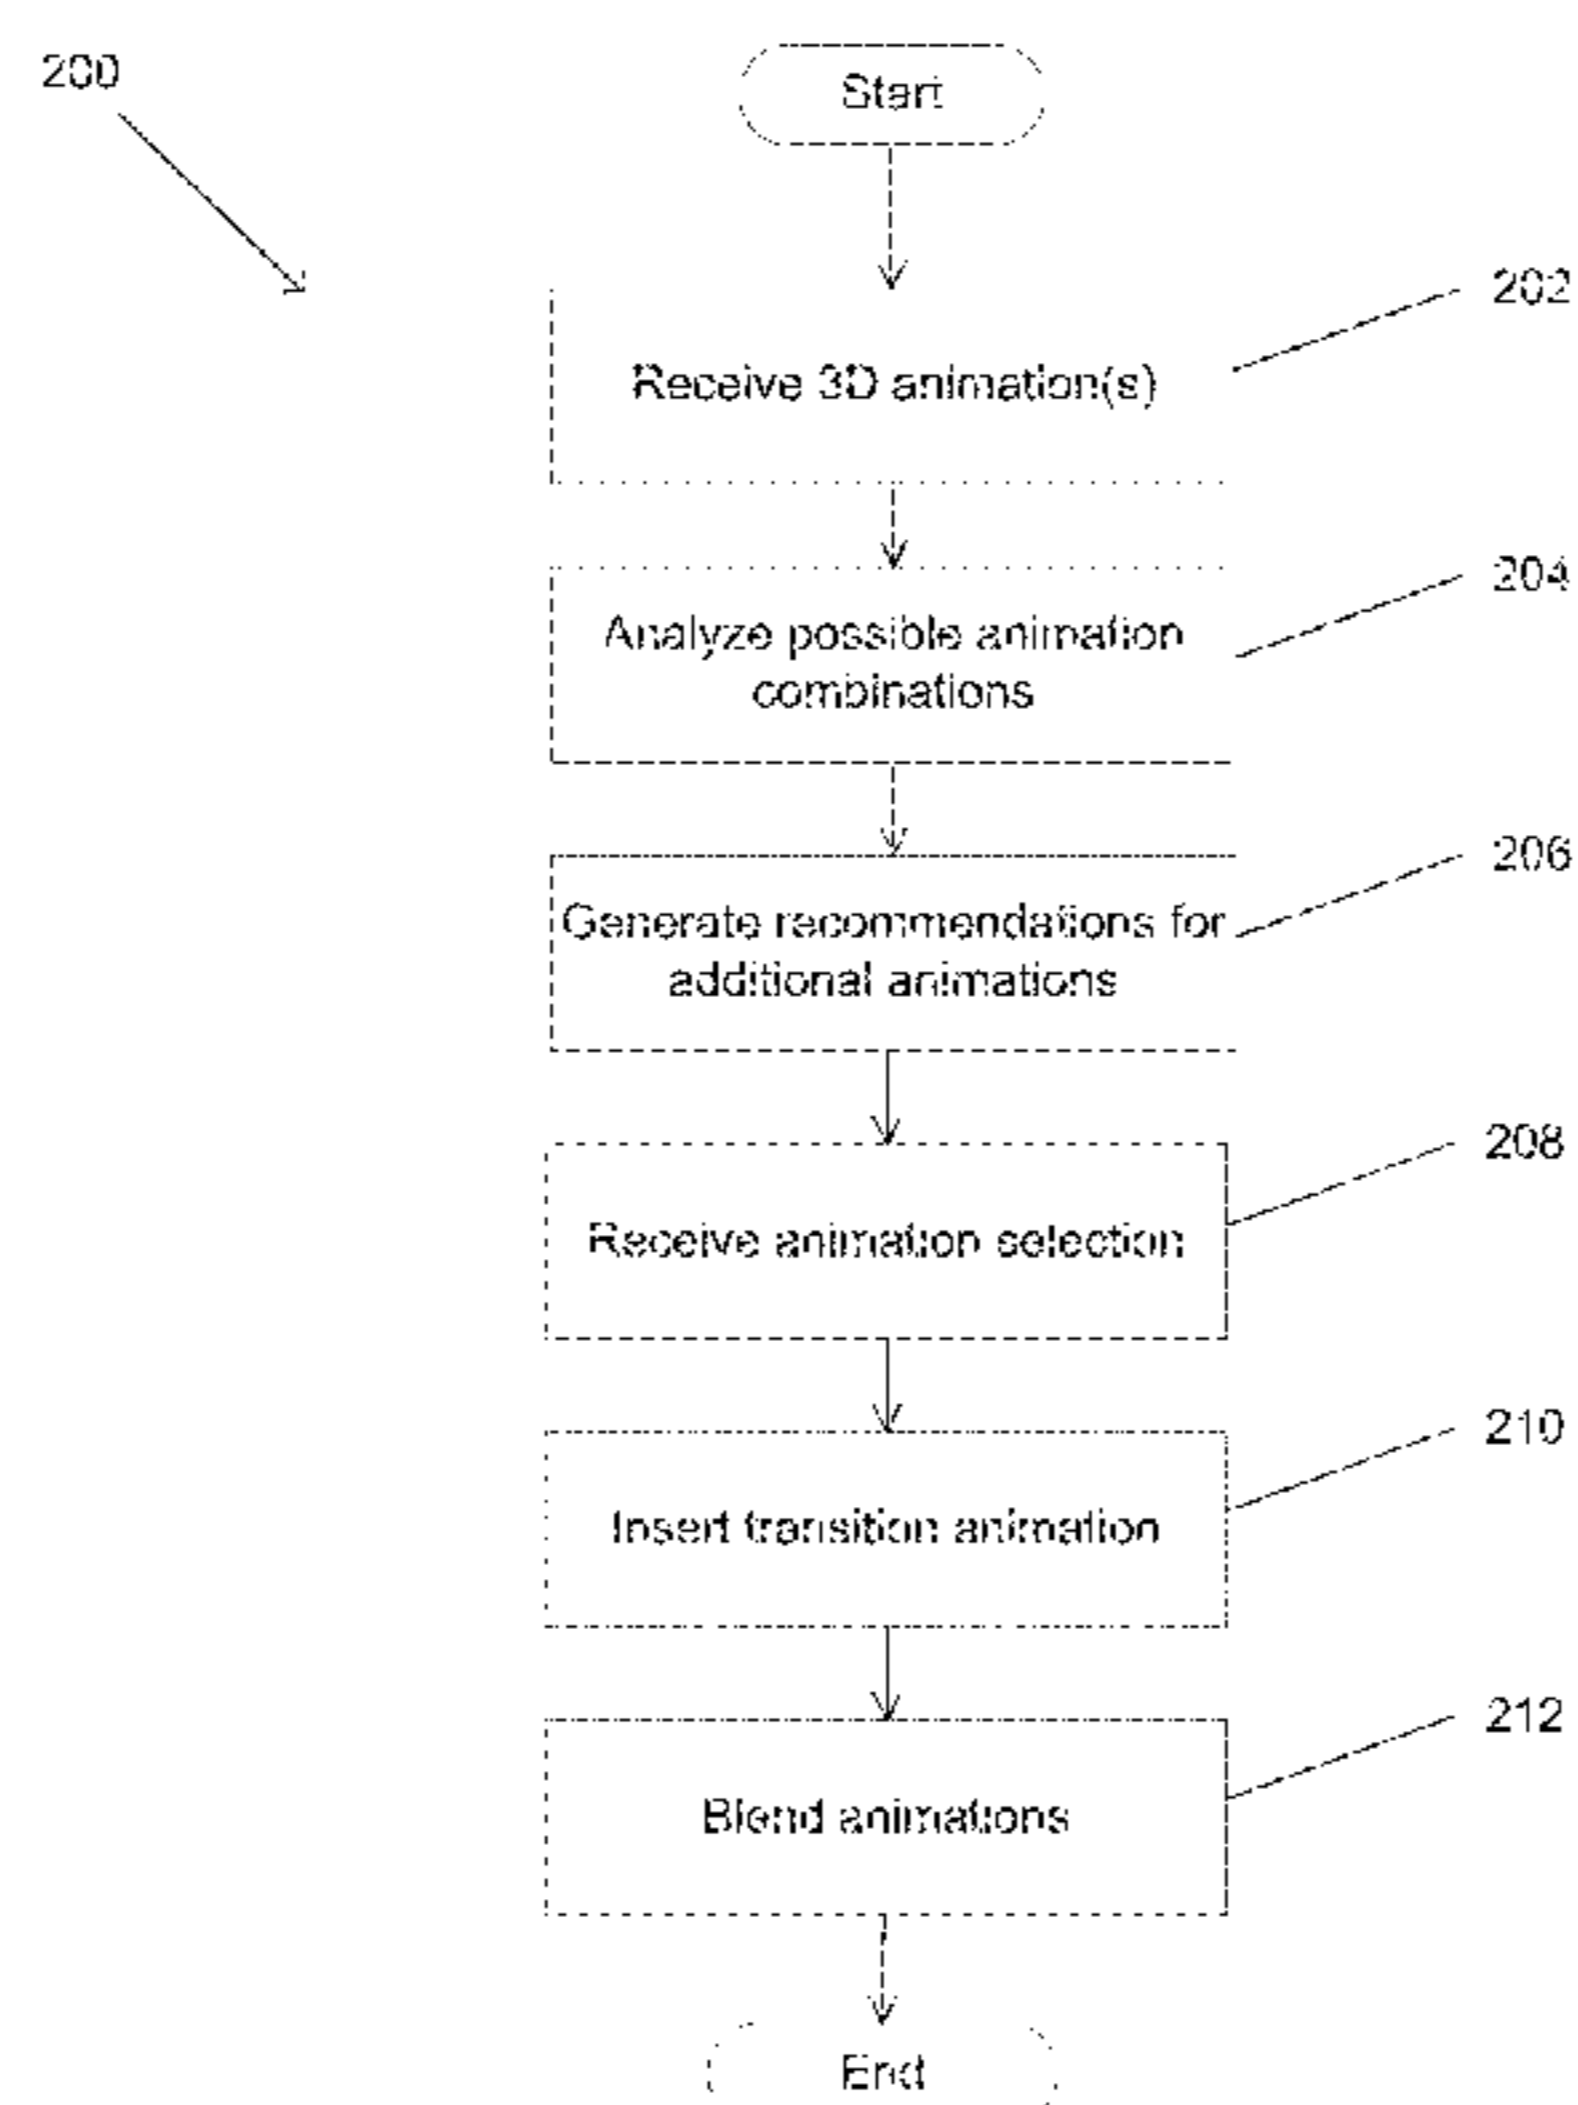 200
Start
202
Receive 3D animation(s)
204
Analyze possible animation
combinations
206
Generate recommendations for
additional animations
208
Receive animation selection
210
Insert transition animation
212
Blend animations
End